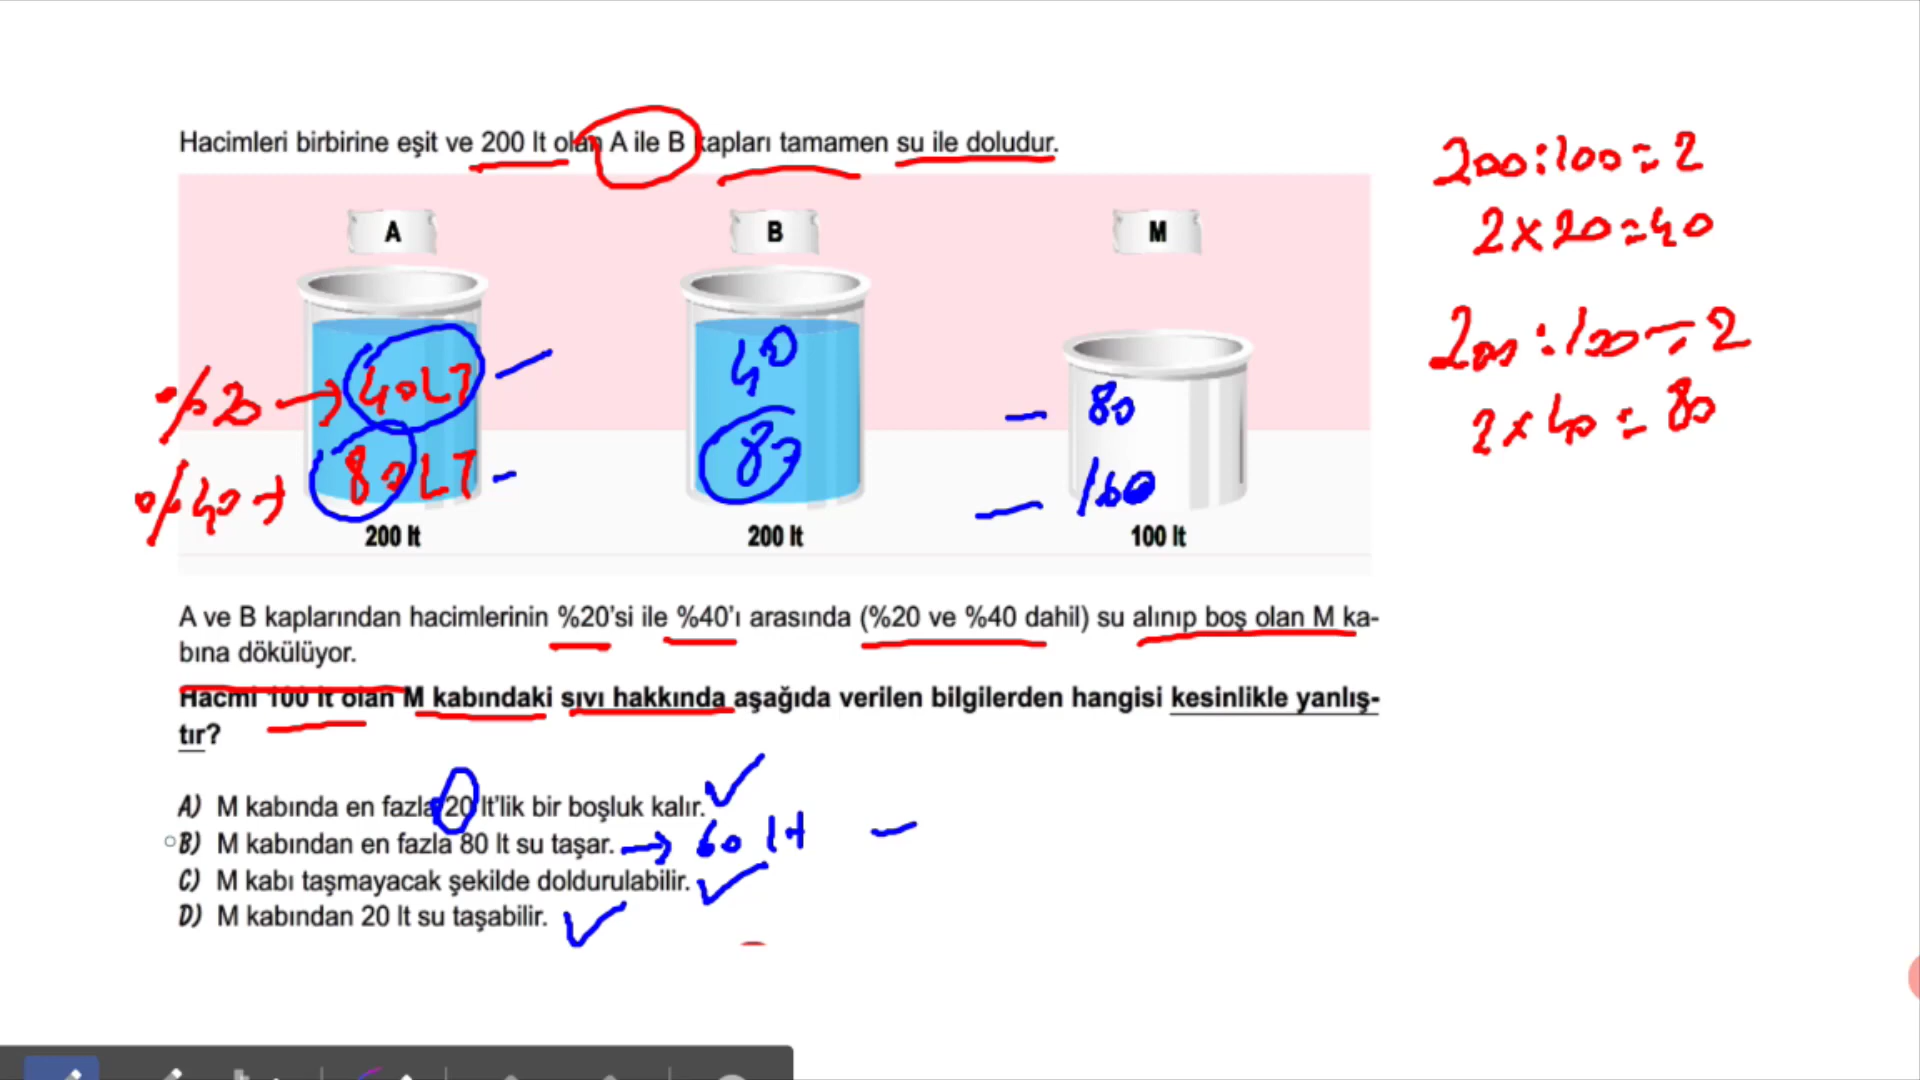 Hacimleri birbirine eşit ve 200 lt olan A ile B kapları tamamen su ile doludur.
200:100=2
2x20=40
A
B
M
200:100=2
2x40=80
%20→ 40LT
40
80
%40→ 80LT
80
160
200 lt
200 lt
100 lt
A ve B kaplarından hacimlerinin %20'si ile %40'ı arasında (%20 ve %40 dahil) su alınıp boş olan M ka-
bına dökülüyor.
Hacmi 100 lt olan M kabındaki sıvı hakkında aşağıda verilen bilgilerden hangisi kesinlikle yanlış-
tır?
A) M kabında en fazla 20 lt'lik bir boşluk kalır.
B) M kabından en fazla 80 lt su taşar. → 60 lt
C) M kabı taşmayacak şekilde doldurulabilir.
D) M kabından 20 lt su taşabilir.